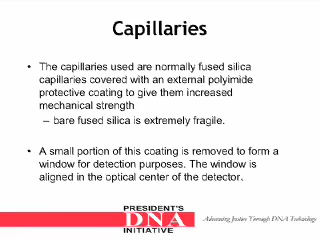 Capillaries
• The capillaries used are normally fused silica
capillaries covered with an external polyimide
protective coating to give them increased
mechanical strength
– bare fused silica is extremely fragile.
• A small portion of this coating is removed to form a
window for detection purposes. The window is
aligned in the optical center of the detector.
PRESIDENT'S
DNA
INITIATIVE
Advancing Justice Through DNA Technology